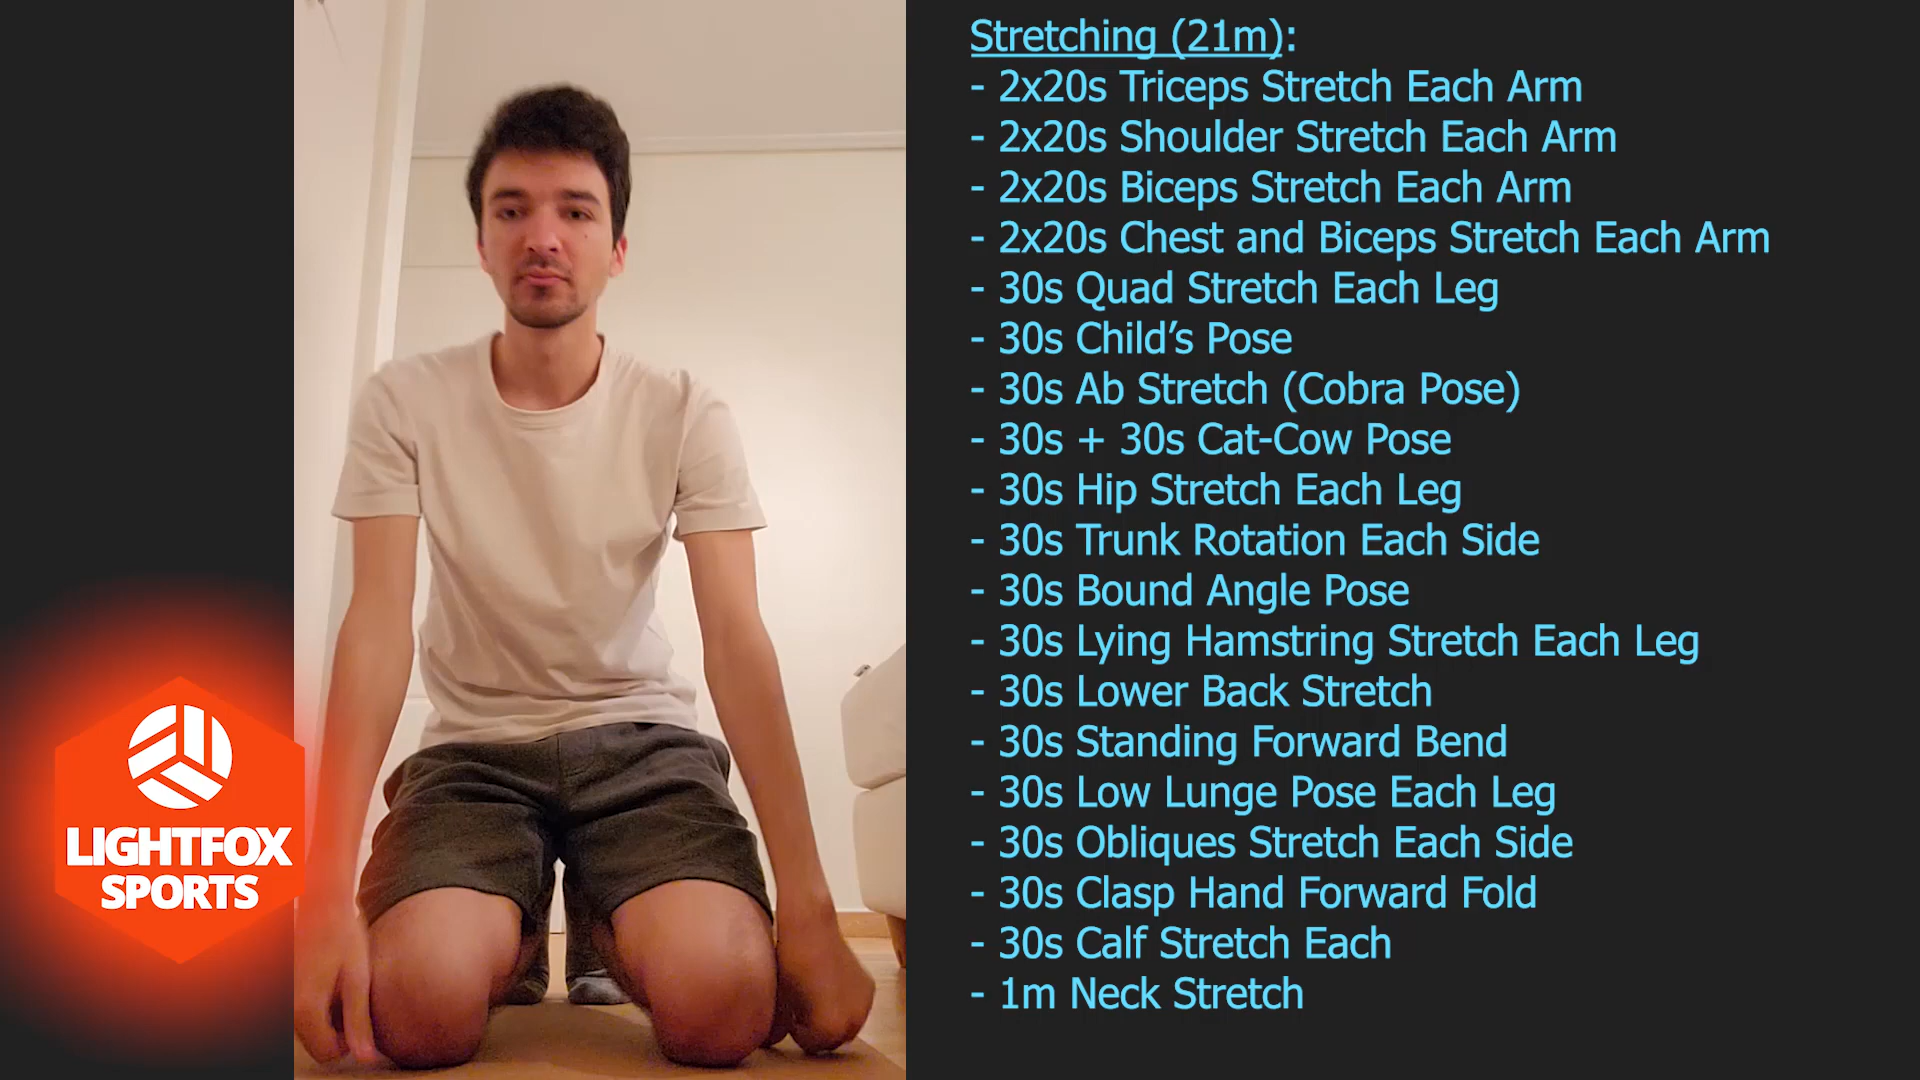 Stretching (21m):
- 2x20s Triceps Stretch Each Arm
- 2x20s Shoulder Stretch Each Arm
- 2x20s Biceps Stretch Each Arm
- 2x20s Chest and Biceps Stretch Each Arm
- 30s Quad Stretch Each Leg
- 30s Child’s Pose
- 30s Ab Stretch (Cobra Pose)
- 30s + 30s Cat-Cow Pose
- 30s Hip Stretch Each Leg
- 30s Trunk Rotation Each Side
- 30s Bound Angle Pose
- 30s Lying Hamstring Stretch Each Leg
- 30s Lower Back Stretch
- 30s Standing Forward Bend
- 30s Low Lunge Pose Each Leg
- 30s Obliques Stretch Each Side
- 30s Clasp Hand Forward Fold
- 30s Calf Stretch Each
- 1m Neck Stretch
LIGHTFOX
SPORTS